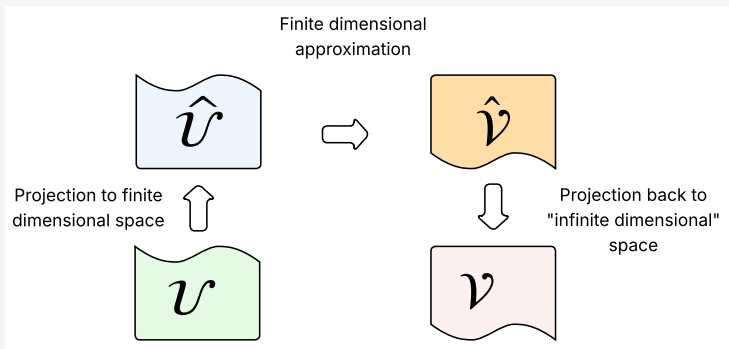 Finite dimensional
approximation
𝒰̂
𝒱̂
Projection to finite
dimensional space
Projection back to
"infinite dimensional"
space
𝒰
𝒱